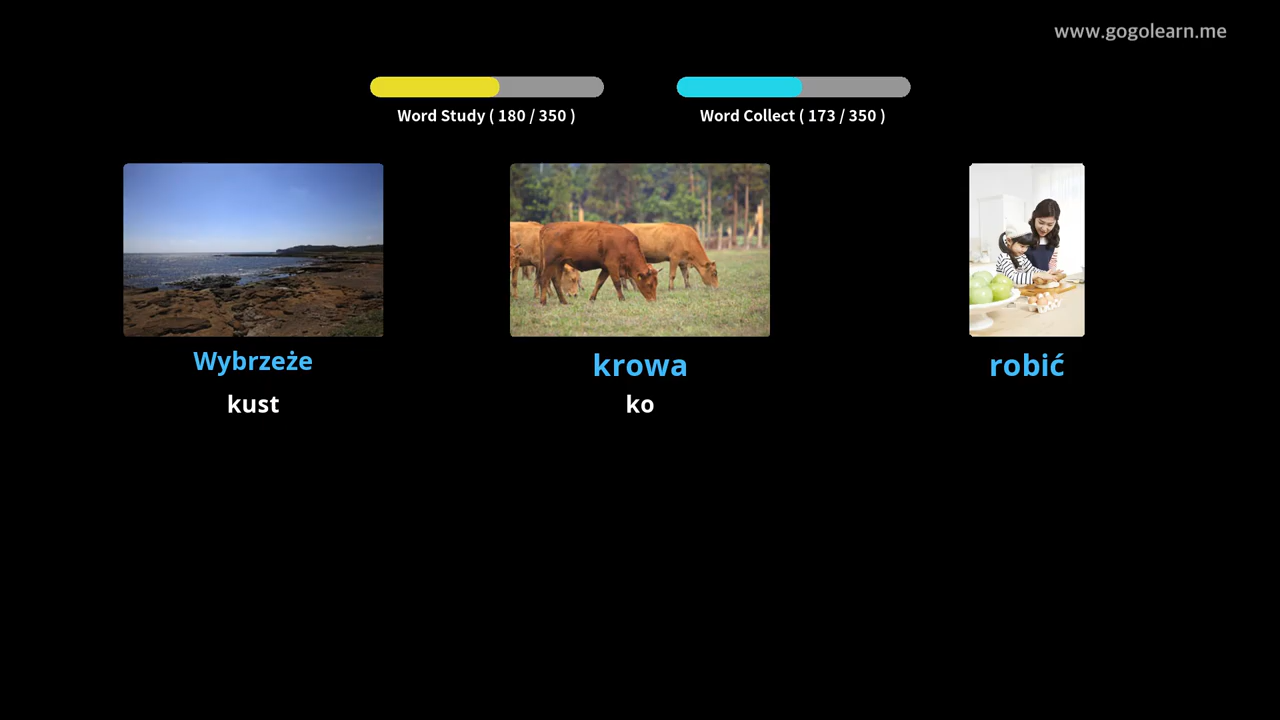 www.gogolearn.me
Word Study ( 180 / 350 )
Word Collect ( 173 / 350 )
Wybrzeże
krowa
robić
kust
ko